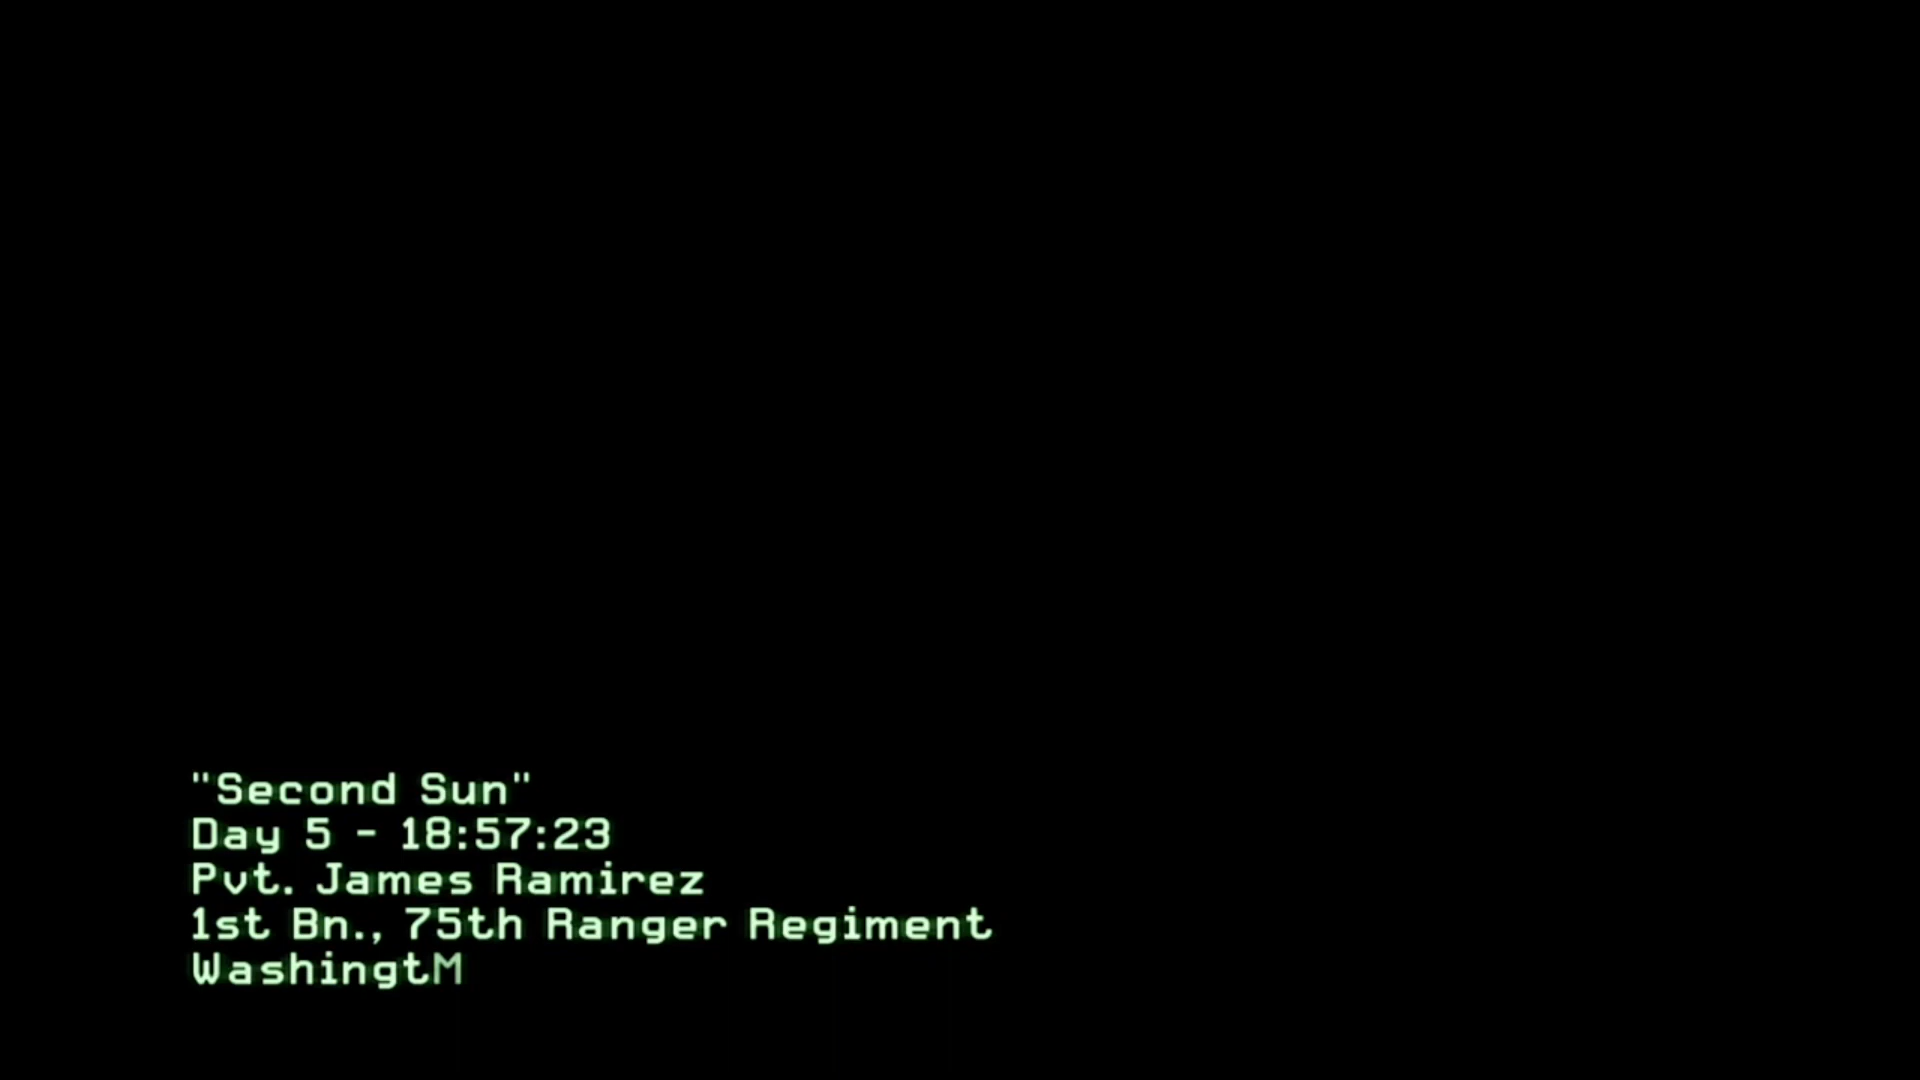 "Second Sun"
Day 5 - 18:57:23
Pvt. James Ramirez
1st Bn., 75th Ranger Regiment
WashingtM